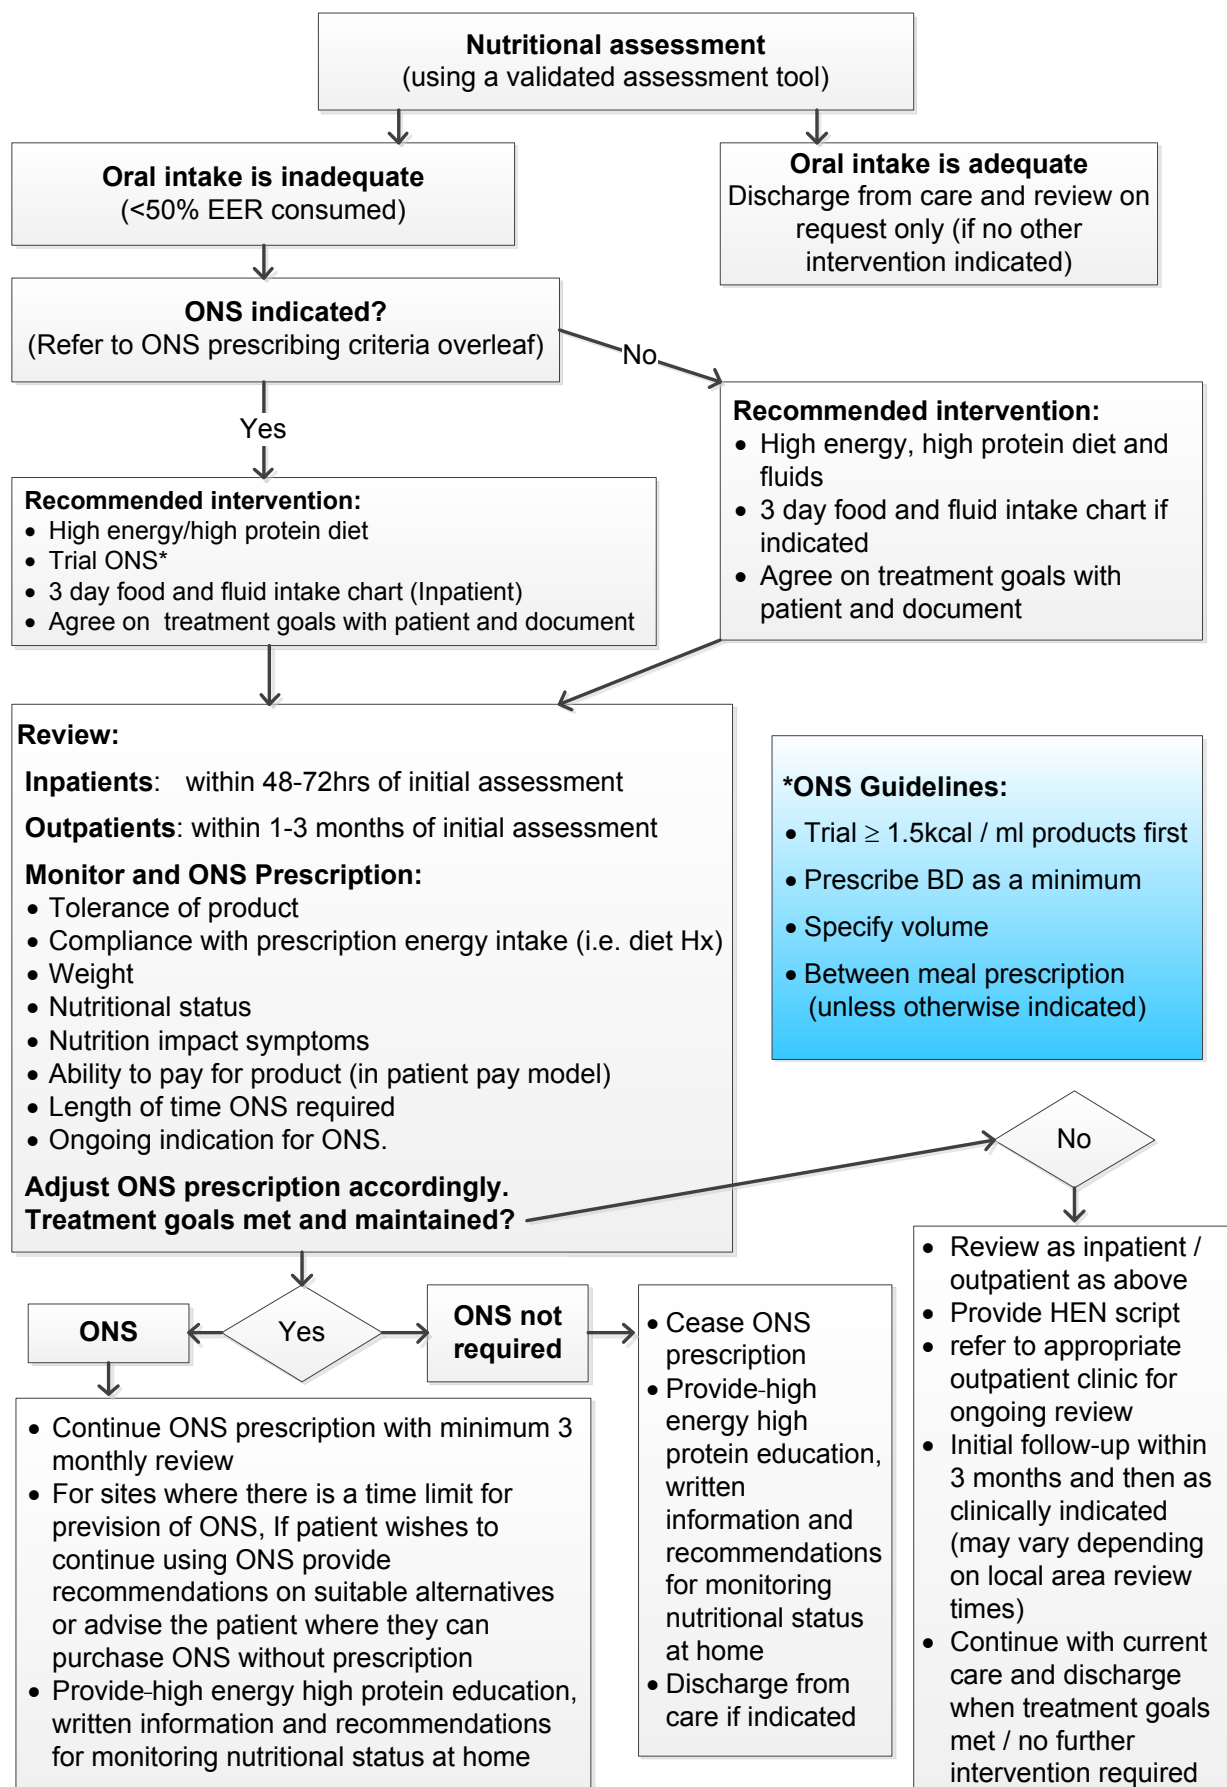 Nutritional assessment
(using a validated assessment tool)
Oral intake is inadequate
(<50% EER consumed)
Oral intake is adequate
Discharge from care and review on
request only (if no other
intervention indicated)
ONS indicated?
(Refer to ONS prescribing criteria overleaf)
No
Yes
Recommended intervention:
• High energy, high protein diet and
fluids
• 3 day food and fluid intake chart if
indicated
• Agree on treatment goals with
patient and document
Recommended intervention:
• High energy/high protein diet
• Trial ONS*
• 3 day food and fluid intake chart (Inpatient)
• Agree on treatment goals with patient and document
Review:
Inpatients: within 48-72hrs of initial assessment
Outpatients: within 1-3 months of initial assessment
Monitor and ONS Prescription:
• Tolerance of product
• Compliance with prescription energy intake (i.e. diet Hx)
• Weight
• Nutritional status
• Nutrition impact symptoms
• Ability to pay for product (in patient pay model)
• Length of time ONS required
• Ongoing indication for ONS.
Adjust ONS prescription accordingly.
Treatment goals met and maintained?
*ONS Guidelines:
• Trial ≥ 1.5kcal / ml products first
• Prescribe BD as a minimum
• Specify volume
• Between meal prescription
(unless otherwise indicated)
No
• Review as inpatient /
outpatient as above
• Provide HEN script
• refer to appropriate
outpatient clinic for
ongoing review
• Initial follow-up within
3 months and then as
clinically indicated
(may vary depending
on local area review
times)
• Continue with current
care and discharge
when treatment goals
met / no further
intervention required
ONS
Yes
ONS not
required
• Cease ONS
prescription
• Provide-high
energy high
protein education,
written
information and
recommendations
for monitoring
nutritional status
at home
• Discharge from
care if indicated
• Continue ONS prescription with minimum 3
monthly review
• For sites where there is a time limit for
prevision of ONS, If patient wishes to
continue using ONS provide
recommendations on suitable alternatives
or advise the patient where they can
purchase ONS without prescription
• Provide-high energy high protein education,
written information and recommendations
for monitoring nutritional status at home